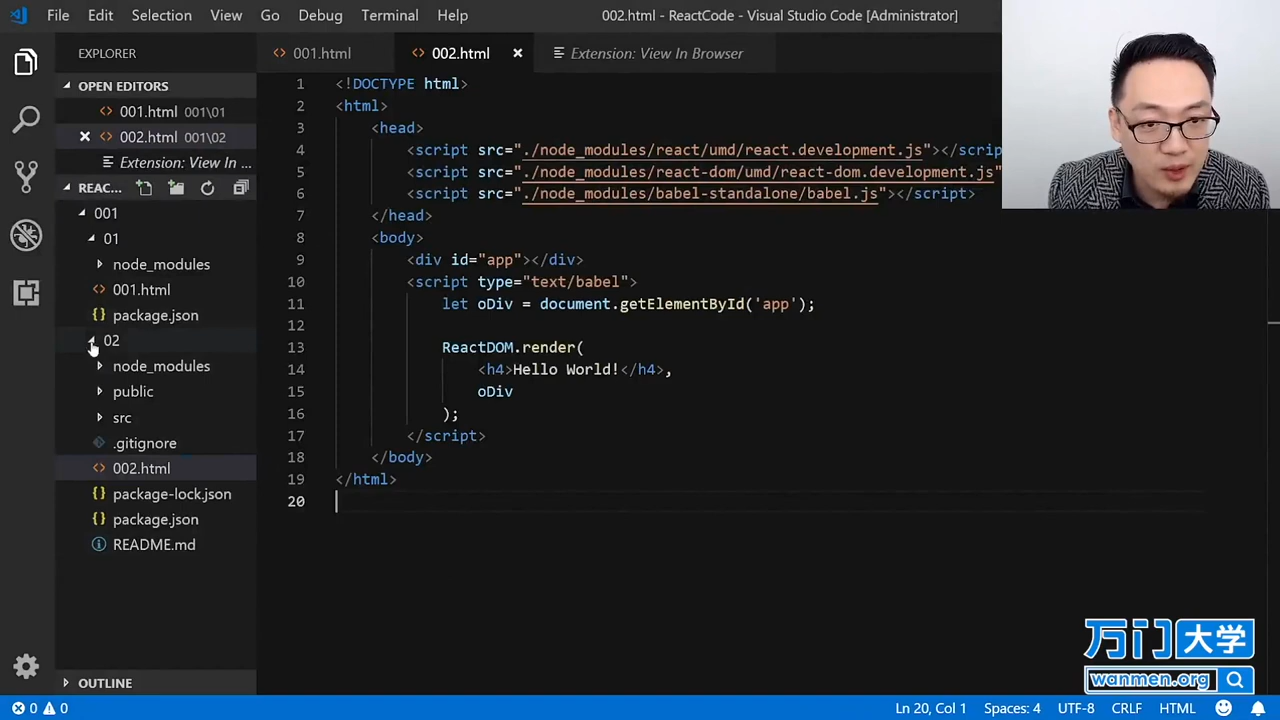 File Edit Selection View Go Debug Terminal Help 002.html - ReactCode - Visual Studio Code [Administrator]
EXPLORER
001.html 002.html Extension: View In Browser
OPEN EDITORS
001.html 001\01
002.html 001\02
Extension: View In ...
REAC...
001
01
node_modules
001.html
package.json
02
node_modules
public
src
.gitignore
002.html
package-lock.json
package.json
README.md
OUTLINE
1 <!DOCTYPE html>
2 <html>
3 <head>
4 <script src="./node_modules/react/umd/react.development.js"></scrip
5 <script src="./node_modules/react-dom/umd/react-dom.development.js"
6 <script src="./node_modules/babel-standalone/babel.js"></script>
7 </head>
8 <body>
9 <div id="app"></div>
10 <script type="text/babel">
11 let oDiv = document.getElementById('app');
12
13 ReactDOM.render(
14 <h4>Hello World!</h4>,
15 oDiv
16 );
17 </script>
18 </body>
19 </html>
20
万门大学
wanmen.org
0 0 Ln 20, Col 1 Spaces: 4 UTF-8 CRLF HTML